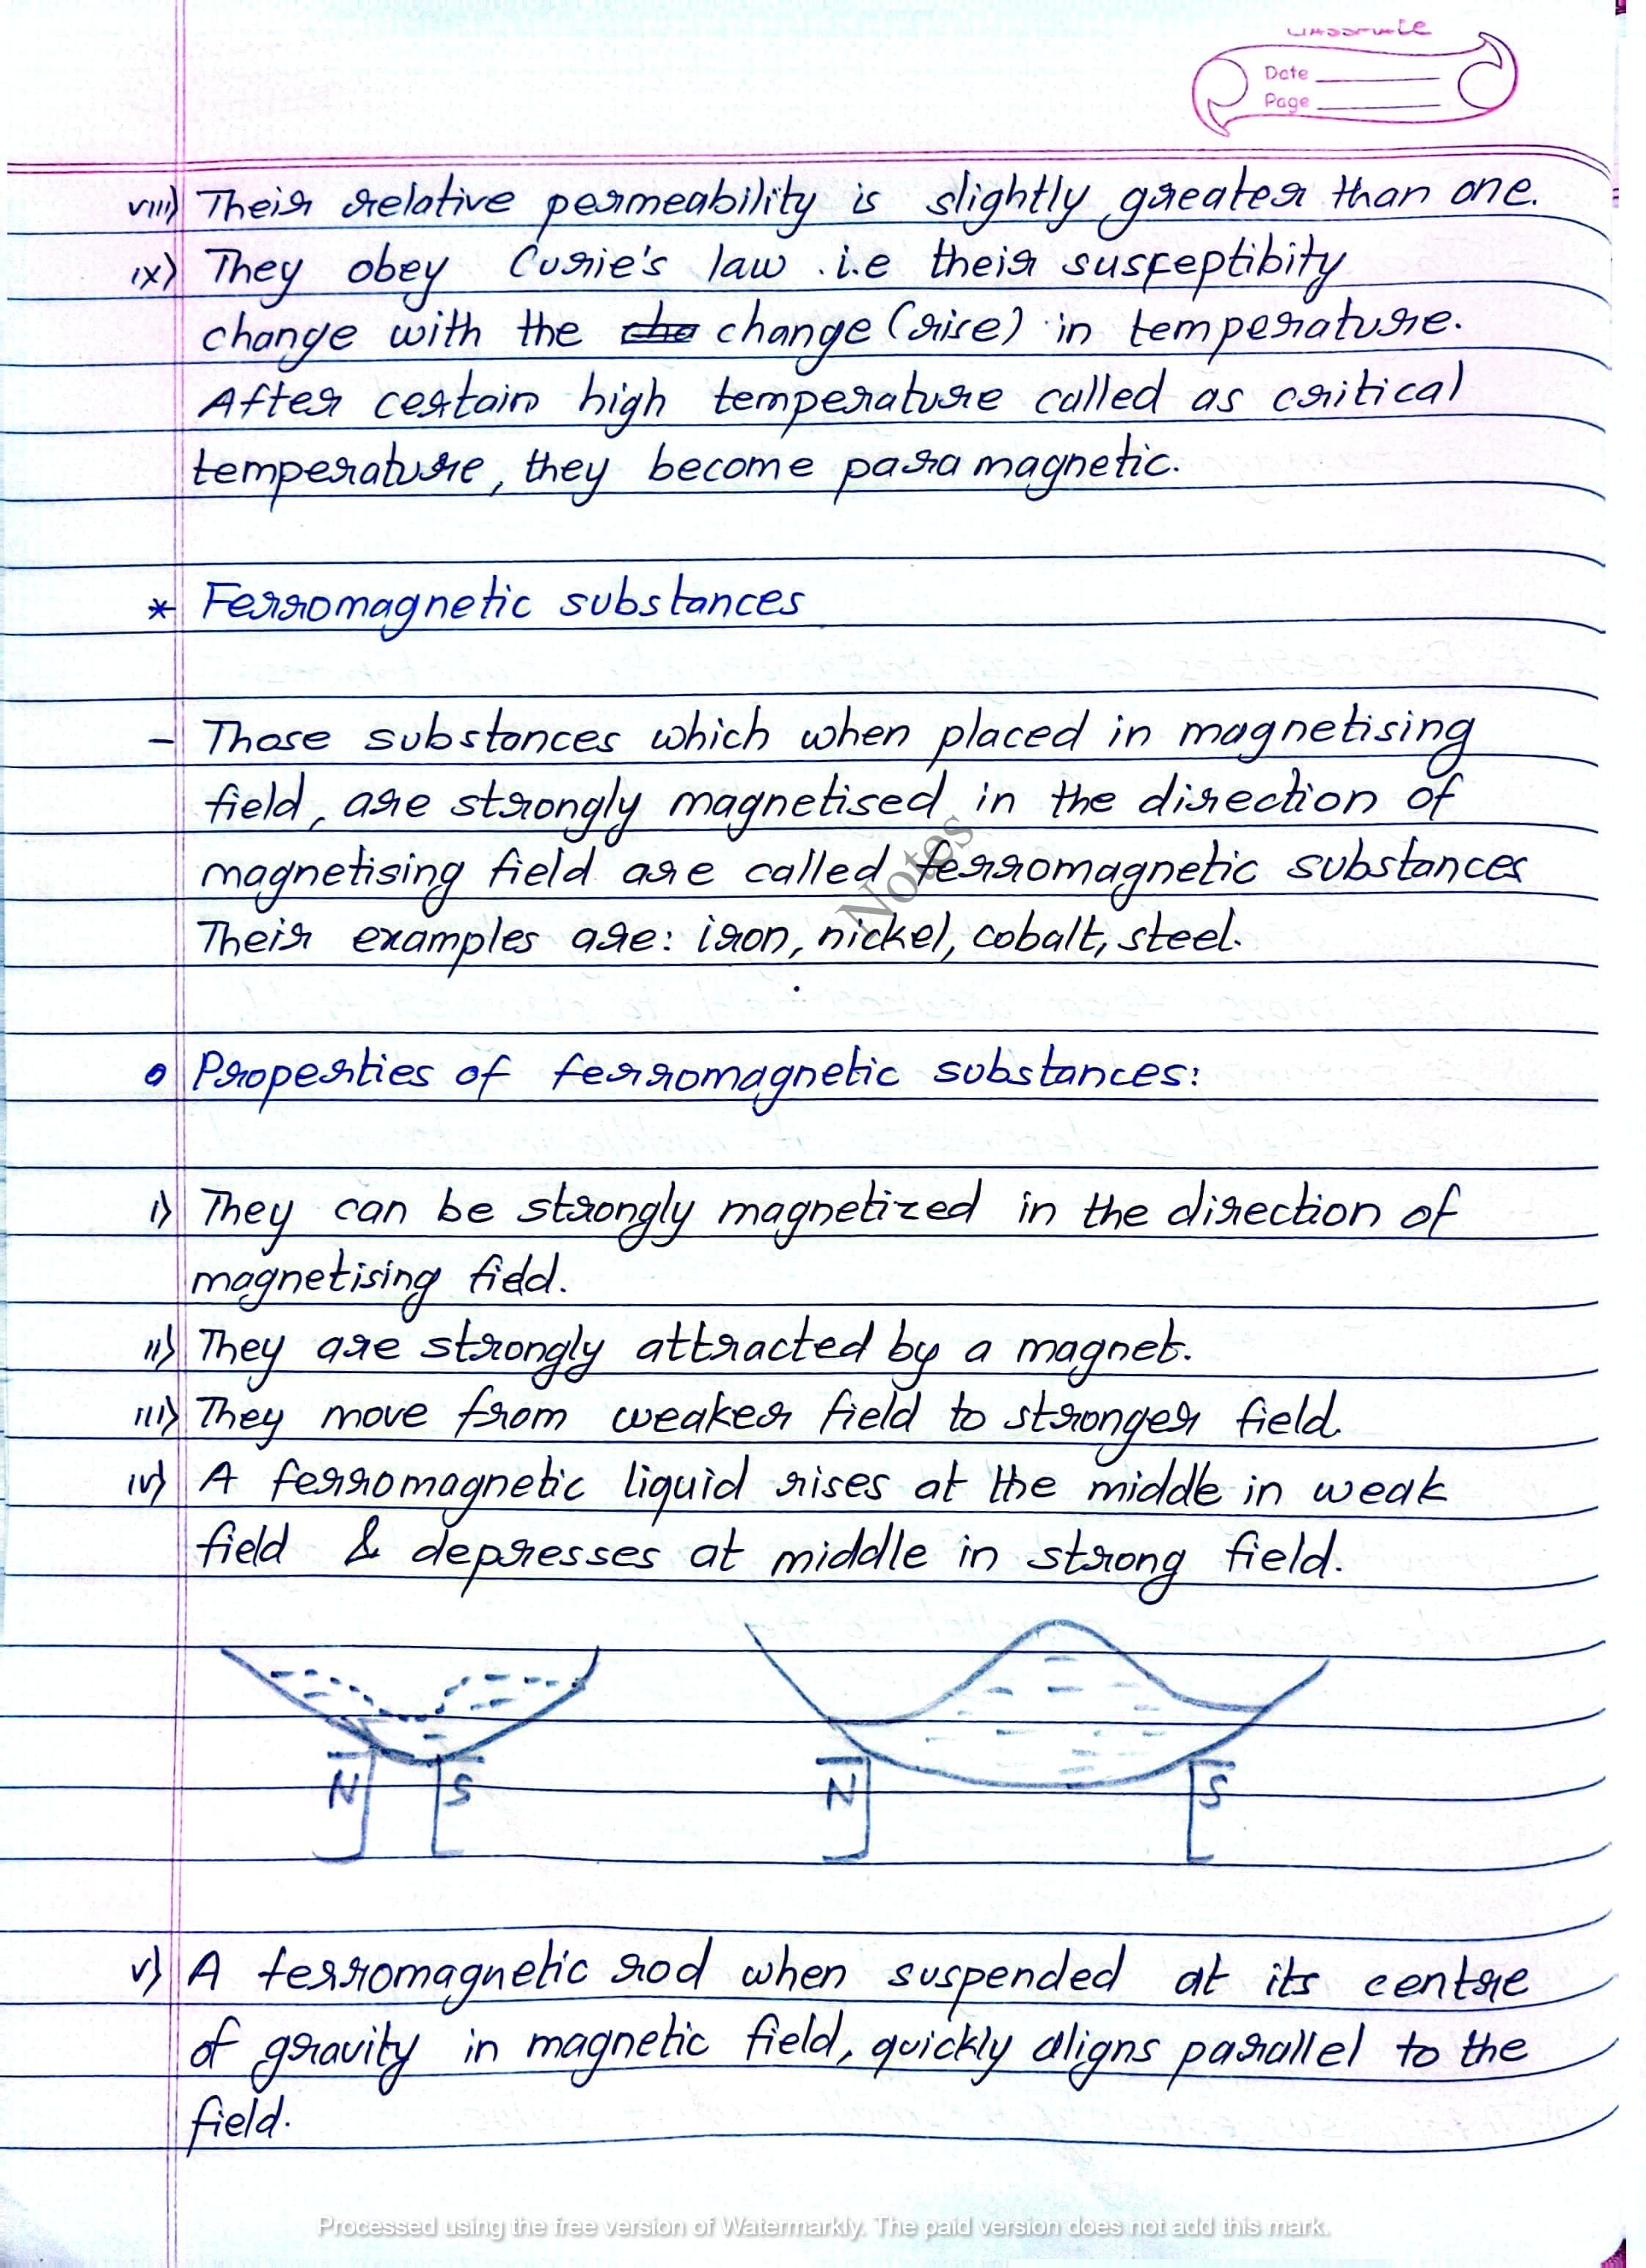 classmate
Date
Page
viii) Their relative permeability is slightly greater than one.
ix) They obey Curie's law .i.e their susceptibity
change with the cha change (rise) in temperature.
After certain high temperature called as critical
temperature, they become para magnetic.
* Ferromagnetic substances
- Those substances which when placed in magnetising
field, are strongly magnetised in the direction of
magnetising field are called ferromagnetic substances
Their examples are: iron, nickel, cobalt, steel.
Notes
o Properties of ferromagnetic substances:
i) They can be strongly magnetized in the direction of
magnetising field.
ii) They are strongly attracted by a magnet.
iii) They move from weaker field to stronger field.
iv) A ferromagnetic liquid rises at the middle in weak
field & depresses at middle in strong field.
N S N S
v) A ferromagnetic rod when suspended at its centre
of gravity in magnetic field, quickly aligns parallel to the
field.
Processed using the free version of Watermarkly. The paid version does not add this mark.